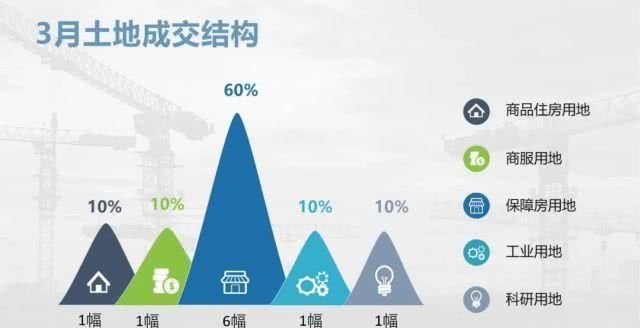 3月土地成交结构
60%
商品住房用地
商服用地
10% 10% 保障房用地 10% 10%
工业用地
科研用地
1幅 1幅 6幅 1幅 1幅